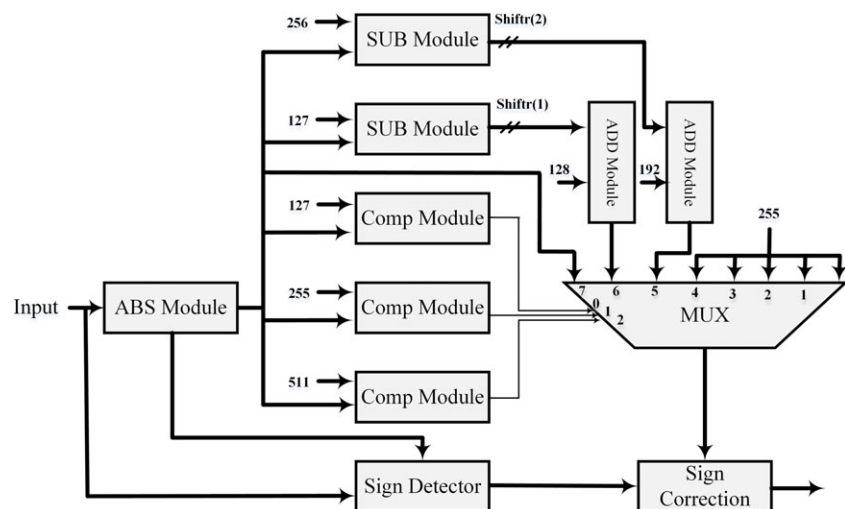 256
SUB Module
Shiftr(2)
127
SUB Module
Shiftr(1)
ADD Module
ADD Module
128
192
127
Comp Module
255
7
6
5
4
3
2
1
0
1
2
MUX
Input
ABS Module
255
Comp Module
511
Comp Module
Sign Detector
Sign
Correction